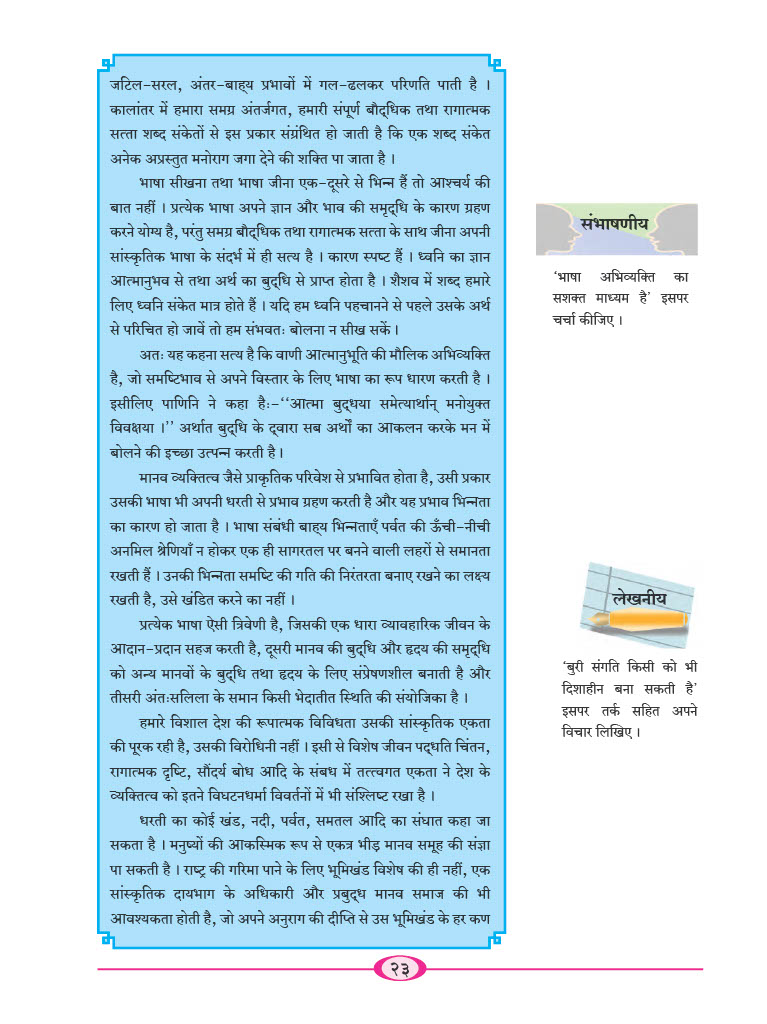 जटिल-सरल, अंतर-बाह्य प्रभावों में गल-ढलकर परिणति पाती है ।
कालांतर में हमारा समग्र अंतर्जगत, हमारी संपूर्ण बौद्धिक तथा रागात्मक
सत्ता शब्द संकेतों से इस प्रकार संग्रंथित हो जाती है कि एक शब्द संकेत
अनेक अप्रस्तुत मनोराग जगा देने की शक्ति पा जाता है ।
भाषा सीखना तथा भाषा जीना एक-दूसरे से भिन्न हैं तो आश्चर्य की
बात नहीं । प्रत्येक भाषा अपने ज्ञान और भाव की समृद्धि के कारण ग्रहण
करने योग्य है, परंतु समग्र बौद्धिक तथा रागात्मक सत्ता के साथ जीना अपनी
सांस्कृतिक भाषा के संदर्भ में ही सत्य है । कारण स्पष्ट हैं । ध्वनि का ज्ञान
आत्मानुभव से तथा अर्थ का बुद्धि से प्राप्त होता है । शैशव में शब्द हमारे
लिए ध्वनि संकेत मात्र होते हैं । यदि हम ध्वनि पहचानने से पहले उसके अर्थ
से परिचित हो जावें तो हम संभवतः बोलना न सीख सकें ।
अतः यह कहना सत्य है कि वाणी आत्मानुभूति की मौलिक अभिव्यक्ति
है, जो समष्टिभाव से अपने विस्तार के लिए भाषा का रूप धारण करती है ।
इसीलिए पाणिनि ने कहा है:-‘‘आत्मा बुद्धया समेत्यार्थान् मनोयुक्त
विवक्षया ।’’ अर्थात बुद्धि के द्वारा सब अर्थों का आकलन करके मन में
बोलने की इच्छा उत्पन्न करती है ।
मानव व्यक्तित्व जैसे प्राकृतिक परिवेश से प्रभावित होता है, उसी प्रकार
उसकी भाषा भी अपनी धरती से प्रभाव ग्रहण करती है और यह प्रभाव भिन्नता
का कारण हो जाता है । भाषा संबंधी बाह्य भिन्नताएँ पर्वत की ऊँची-नीची
अनमिल श्रेणियाँ न होकर एक ही सागरतल पर बनने वाली लहरों से समानता
रखती हैं । उनकी भिन्नता समष्टि की गति की निरंतरता बनाए रखने का लक्ष्य
रखती है, उसे खंडित करने का नहीं ।
प्रत्येक भाषा ऐसी त्रिवेणी है, जिसकी एक धारा व्यावहारिक जीवन के
आदान-प्रदान सहज करती है, दूसरी मानव की बुद्धि और हृदय की समृद्धि
को अन्य मानवों के बुद्धि तथा हृदय के लिए संप्रेषणशील बनाती है और
तीसरी अंतःसलिला के समान किसी भेदातीत स्थिति की संयोजिका है ।
हमारे विशाल देश की रूपात्मक विविधता उसकी सांस्कृतिक एकता
की पूरक रही है, उसकी विरोधिनी नहीं । इसी से विशेष जीवन पद्धति चिंतन,
रागात्मक दृष्टि, सौंदर्य बोध आदि के संबध में तत्त्वगत एकता ने देश के
व्यक्तित्व को इतने विघटनधर्मा विवर्तनों में भी संश्लिष्ट रखा है ।
धरती का कोई खंड, नदी, पर्वत, समतल आदि का संघात कहा जा
सकता है । मनुष्यों की आकस्मिक रूप से एकत्र भीड़ मानव समूह की संज्ञा
पा सकती है । राष्ट्र की गरिमा पाने के लिए भूमिखंड विशेष की ही नहीं, एक
सांस्कृतिक दायभाग के अधिकारी और प्रबुद्ध मानव समाज की भी
आवश्यकता होती है, जो अपने अनुराग की दीप्ति से उस भूमिखंड के हर कण
संभाषणीय
‘भाषा अभिव्यक्ति का
सशक्त माध्यम है’ इसपर
चर्चा कीजिए ।
लेखनीय
‘बुरी संगति किसी को भी
दिशाहीन बना सकती है’
इसपर तर्क सहित अपने
विचार लिखिए ।
२३